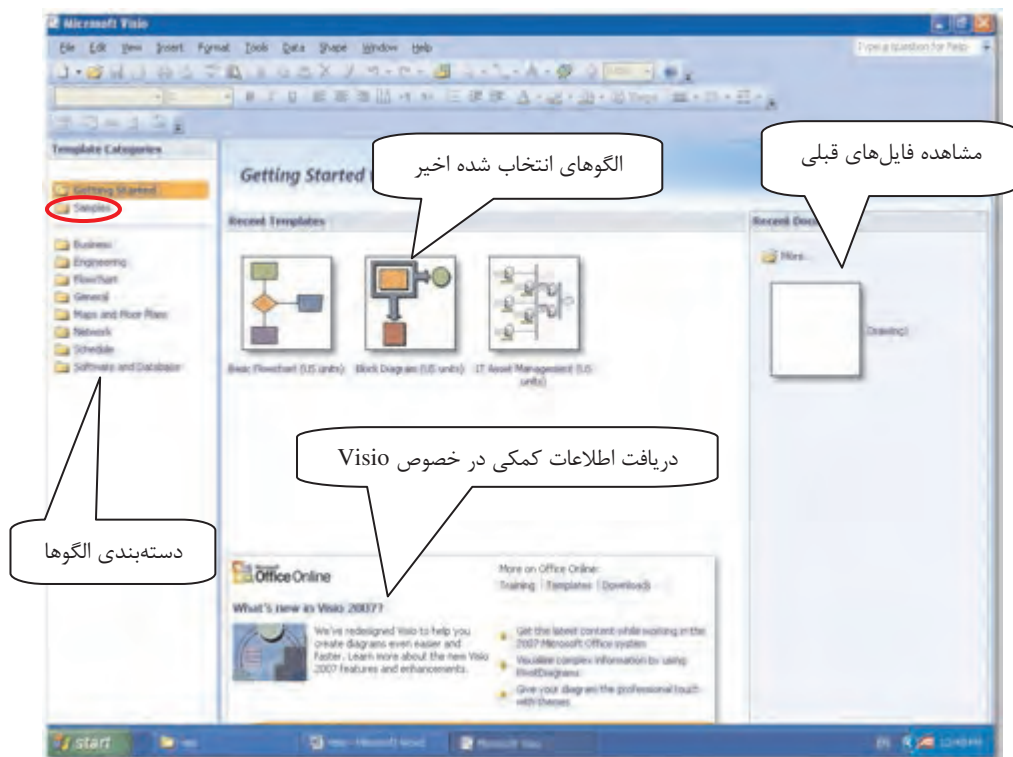 Microsoft Visio
File Edit View Insert Format Tools Data Shape Window Help
Type a question for help
Template Categories
Getting Started
Samples
Business
Engineering
Flowchart
General
Maps and Floor Plans
Network
Schedule
Software and Database
Getting Started
الگوهای انتخاب شده اخیر
مشاهده فایل‌های قبلی
Recent Templates
Basic Flowchart (US units)
Block Diagram (US units)
IT Asset Management (US
units)
Recent
More...
Drawing1
دریافت اطلاعات کمکی در خصوص Visio
دسته‌بندی الگوها
Microsoft
Office Online
More on Office Online:
Training | Templates | Downloads
What's new in Visio 2007?
We've redesigned Visio to help you
create diagrams even easier and
faster. Learn more about the new Visio
2007 features and enhancements.
Get the latest content while working in the
2007 Microsoft Office system
Visualize complex information by using
PivotDiagrams
Give your diagram the professional touch
with themes
start
Microsoft Word
Microsoft Visio
EN